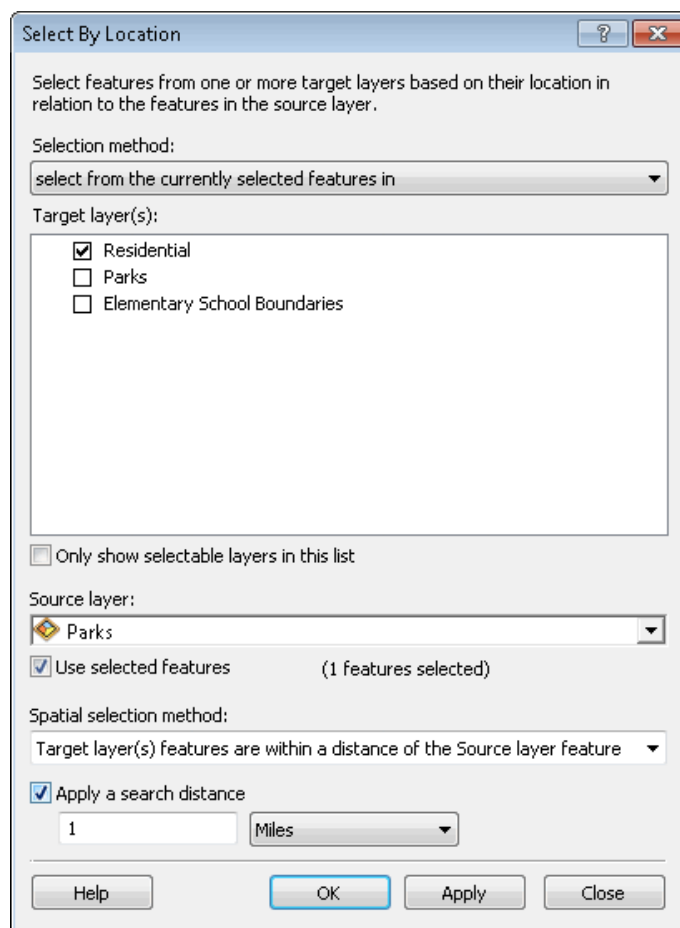 Select By Location
Select features from one or more target layers based on their location in
relation to the features in the source layer.
Selection method:
select from the currently selected features in
Target layer(s):
Residential
Parks
Elementary School Boundaries
Only show selectable layers in this list
Source layer:
Parks
Use selected features (1 features selected)
Spatial selection method:
Target layer(s) features are within a distance of the Source layer feature
Apply a search distance
1 Miles
Help OK Apply Close